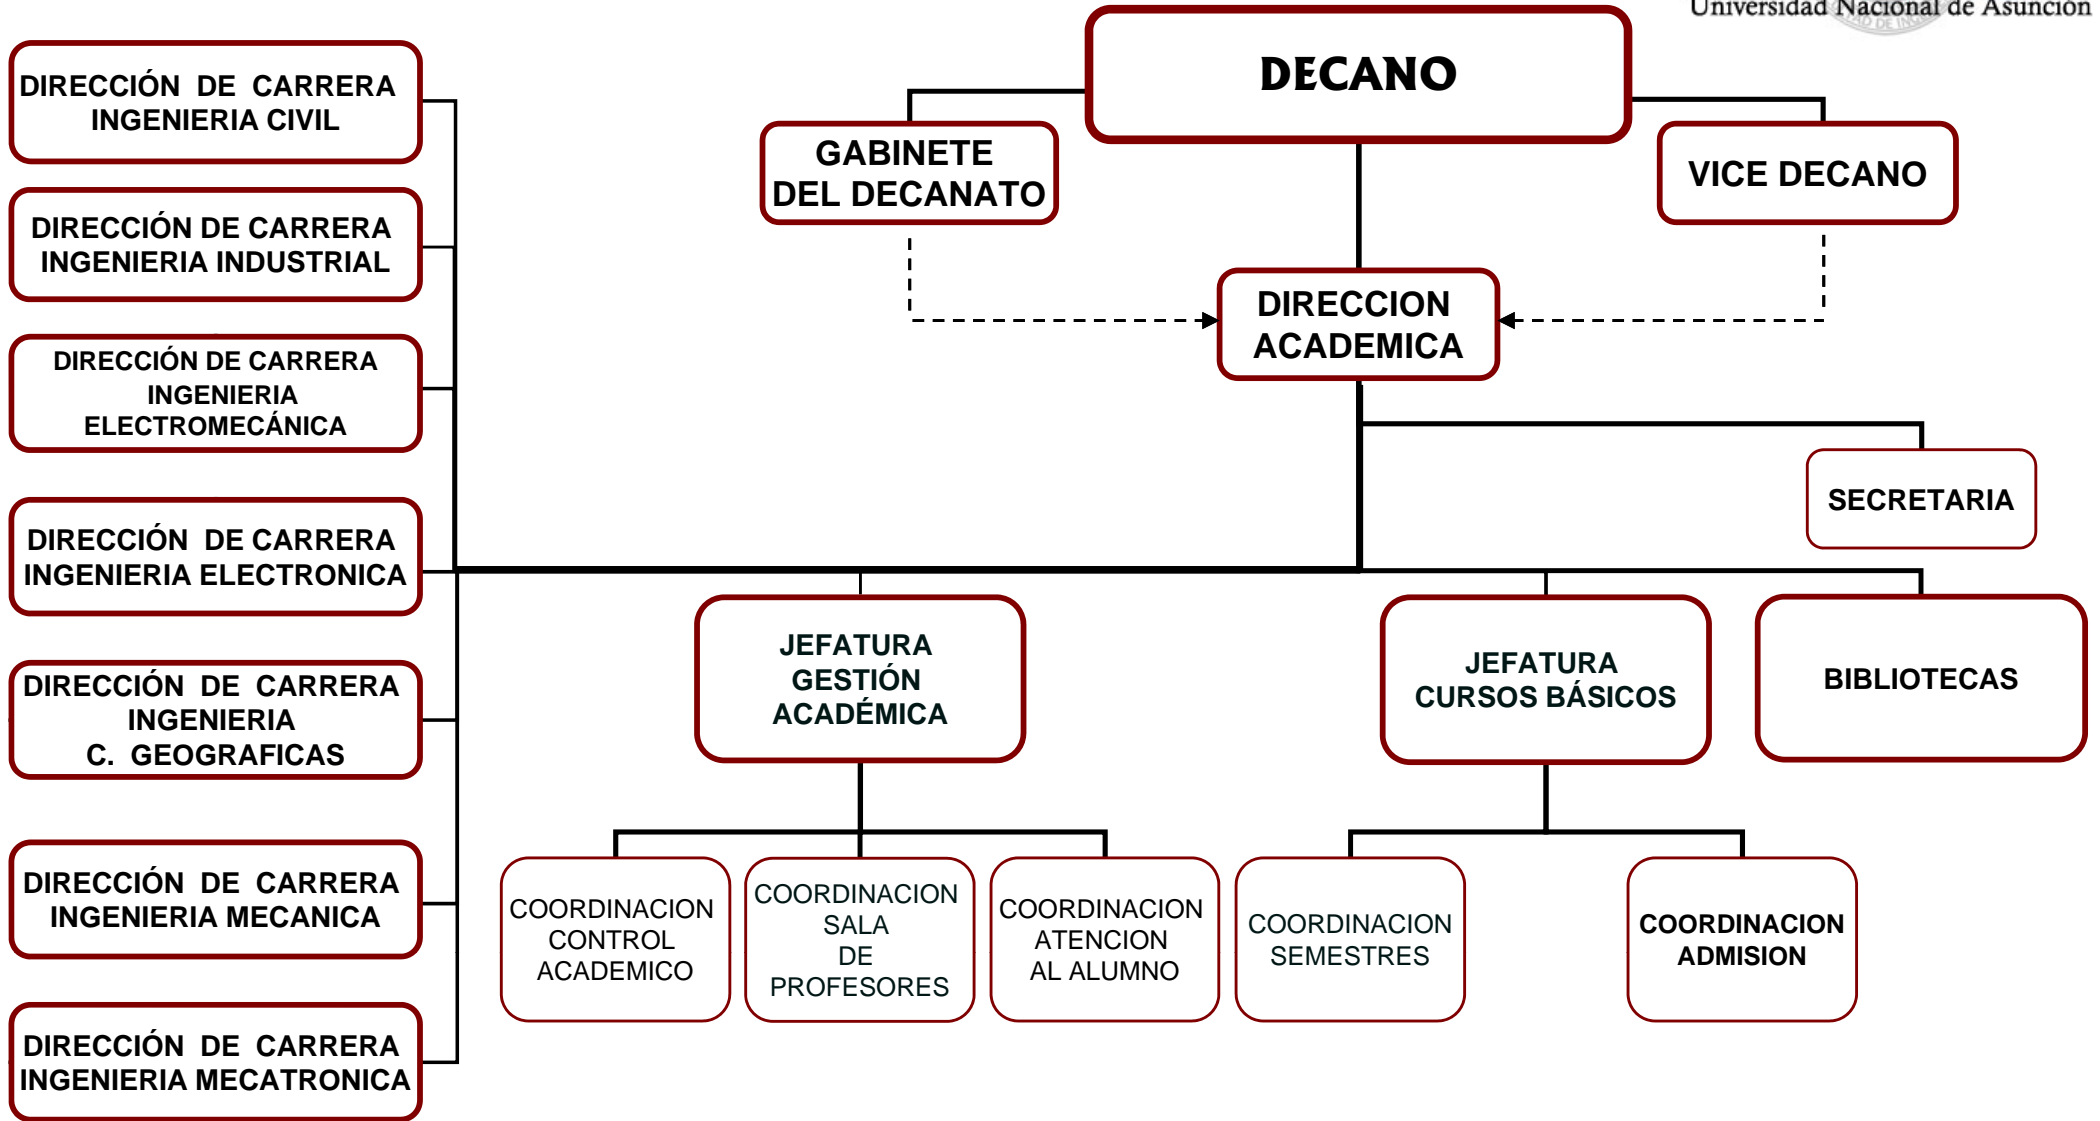 Universidad Nacional de Asunción
DECANO
GABINETE
DEL DECANATO
VICE DECANO
DIRECCION
ACADEMICA
SECRETARIA
DIRECCIÓN DE CARRERA
INGENIERIA CIVIL
DIRECCIÓN DE CARRERA
INGENIERIA INDUSTRIAL
DIRECCIÓN DE CARRERA
INGENIERIA
ELECTROMECÁNICA
DIRECCIÓN DE CARRERA
INGENIERIA ELECTRONICA
DIRECCIÓN DE CARRERA
INGENIERIA
C. GEOGRAFICAS
DIRECCIÓN DE CARRERA
INGENIERIA MECANICA
DIRECCIÓN DE CARRERA
INGENIERIA MECATRONICA
JEFATURA
GESTIÓN
ACADÉMICA
JEFATURA
CURSOS BÁSICOS
BIBLIOTECAS
COORDINACION
CONTROL
ACADEMICO
COORDINACION
SALA
DE
PROFESORES
COORDINACION
ATENCION
AL ALUMNO
COORDINACION
SEMESTRES
COORDINACION
ADMISION